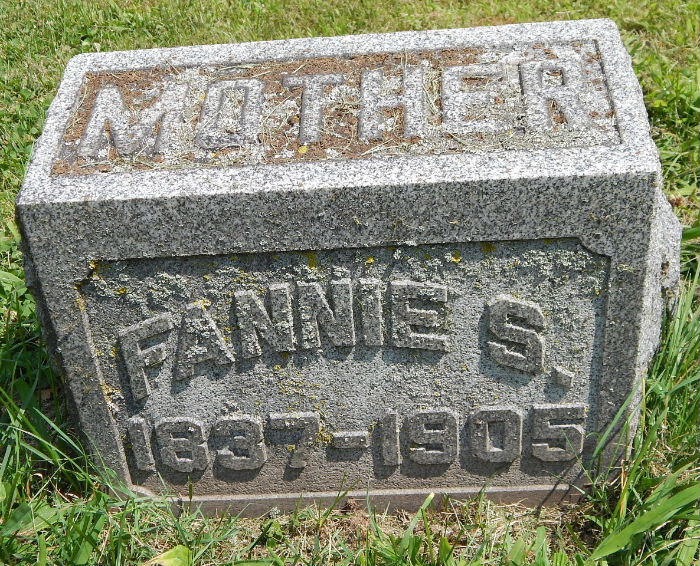 MOTHER
FANNIE S.
1837-1905